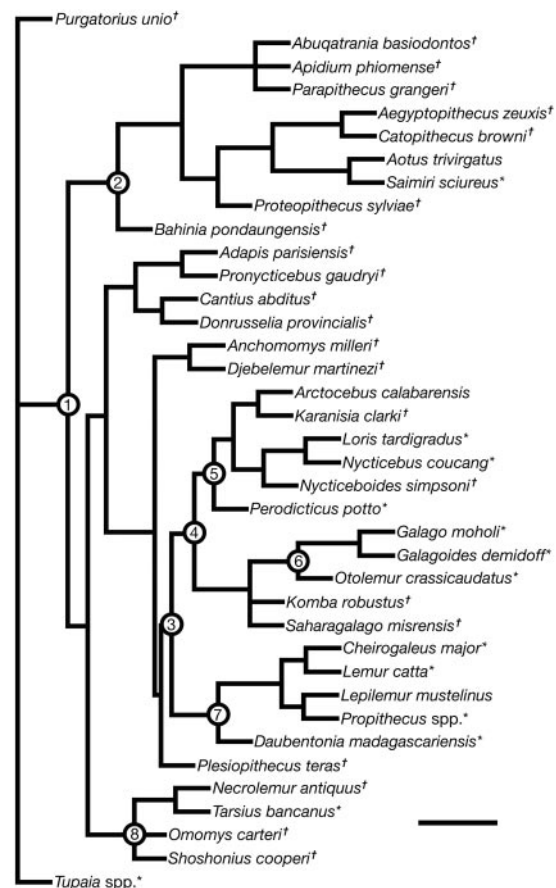 Purgatorius unio†
Abuqatrania basiodontos†
Apidium phiomense†
Parapithecus grangeri†
Aegyptopithecus zeuxis†
Catopithecus browni†
Aotus trivirgatus
Saimiri sciureus*
2
Proteopithecus sylviae†
Bahinia pondaungensis†
Adapis parisiensis†
Pronycticebus gaudryi†
Cantius abditus†
Donrusselia provincialis†
Anchomomys milleri†
Djebelemur martinezi†
Arctocebus calabarensis
1
Karanisia clarki†
Loris tardigradus*
Nycticebus coucang*
5
Nycticeboides simpsoni†
Perodicticus potto*
4
Galago moholi*
Galagoides demidoff*
6
Otolemur crassicaudatus*
Komba robustus†
3
Saharagalago misrensis†
Cheirogaleus major*
Lemur catta*
Lepilemur mustelinus
7
Propithecus spp.*
Daubentonia madagascariensis*
Plesiopithecus teras†
Necrolemur antiquus†
Tarsius bancanus*
8
Omomys carteri†
Shoshonius cooperi†
Tupaia spp.*